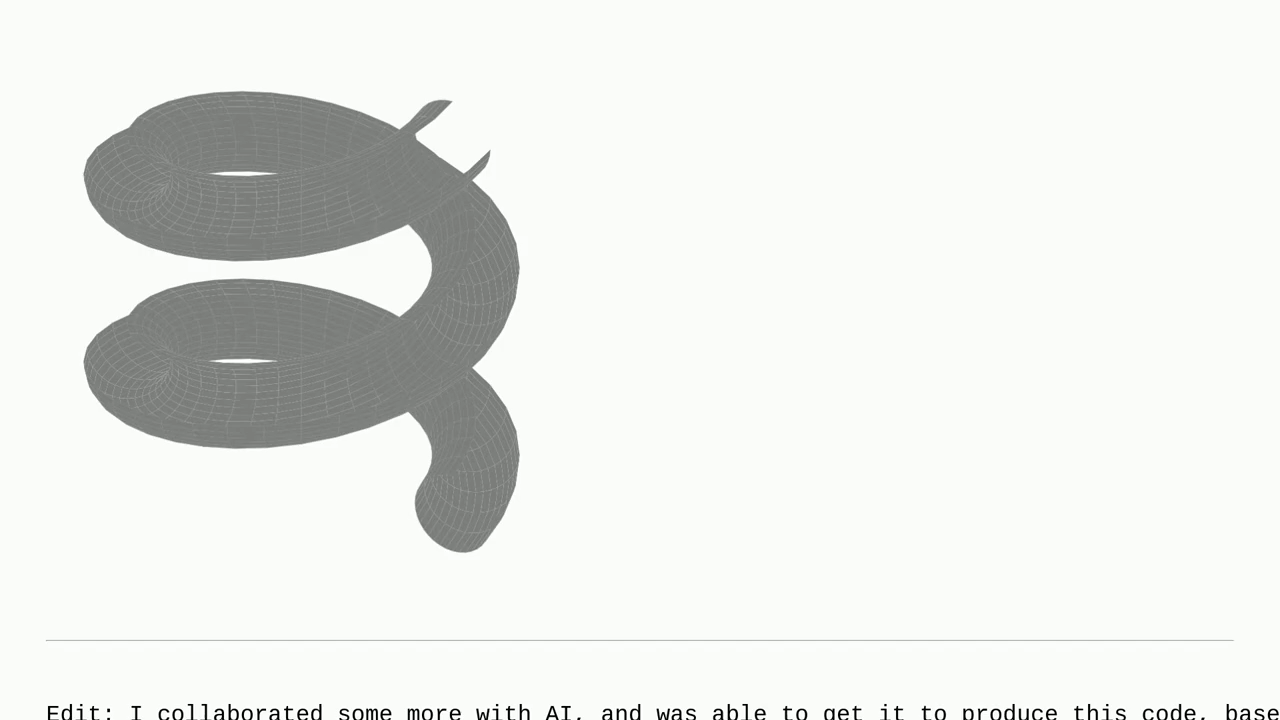 Edit: I collaborated some more with AI, and was able to get it to produce this code, base